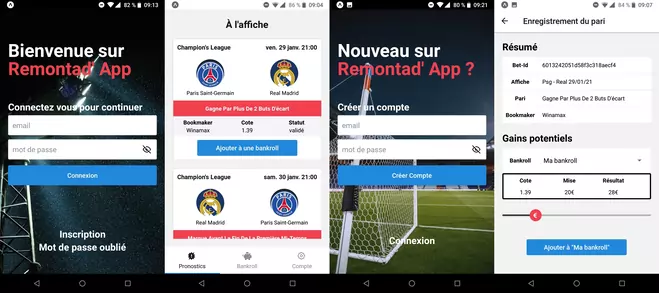 82 % 09:13
Bienvenue sur
Remontad' App
Connectez vous pour continuer
email
mot de passe
Connexion
Inscription
Mot de passe oublié
86 % 09:04
À l'affiche
Champion's League ven. 29 janv. 21:00
Paris Saint-Germain Real Madrid
Gagne Par Plus De 2 Buts D'écart
Bookmaker Cote Statut
Winamax 1.39 validé
Ajouter à une bankroll
Champion's League sam. 30 janv. 21:00
Real Madrid Paris Saint-Germain
Pronostics Bankroll Compte
80 % 09:21
Nouveau sur
Remontad' App ?
Créer un compte
email
mot de passe
Créer Compte
Connexion
84 % 09:07
Enregistrement du pari
Résumé
Bet-Id 6013242051d58f3c318aecf4
Affiche Psg - Real 29/01/21
Pari Gagne Par Plus De 2 Buts D'écart
Bookmaker Winamax
Gains potentiels
Bankroll Ma bankroll
Cote Mise Résultat
1.39 20€ 28€
€
Ajouter à "Ma bankroll"